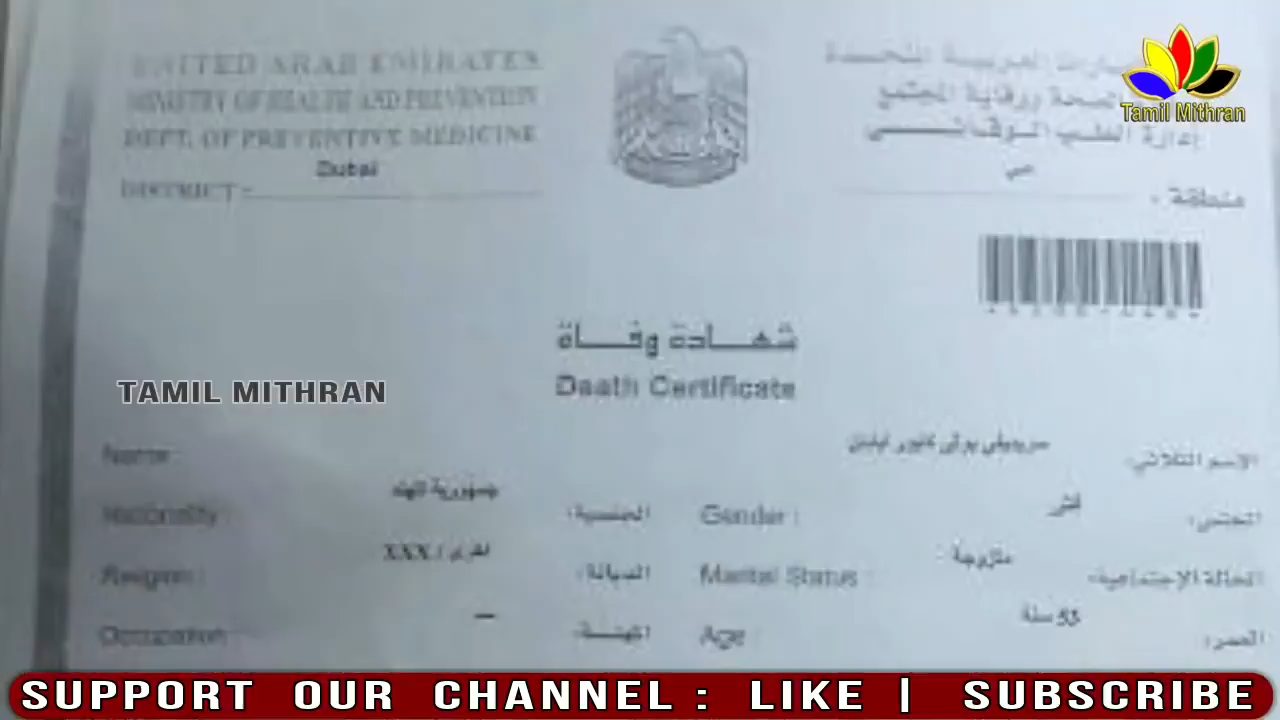 UNITED ARAB EMIRATES
MINISTRY OF HEALTH AND PREVENTION
DEPT. OF PREVENTIVE MEDICINE
Dubai
DISTRICT -
العربية المتحدة
الصحة ووقاية المجتمع
إدارة الطب الوقائي
دبي
منطقة -
Tamil Mithran
شهادة وفاة
Death Certificate
TAMIL MITHRAN
Name
الاسم الثلاثي:
Nationality :
جمهورية الهند
الجنسية:
Gender :
أنثى
الجنس:
Religion :
XXX /
الديانة:
Marital Status :
متزوجة
الحالة الاجتماعية:
Occupation
—
المهنة:
Age
55 سنة
العمر:
SUPPORT OUR CHANNEL : LIKE | SUBSCRIBE